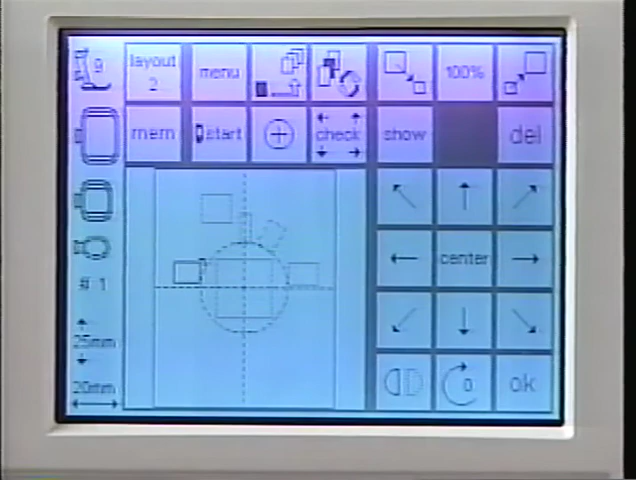 9
layout
2
menu
100%
mem
start
check
show
del
center
# 1
25mm
20mm
0
ok